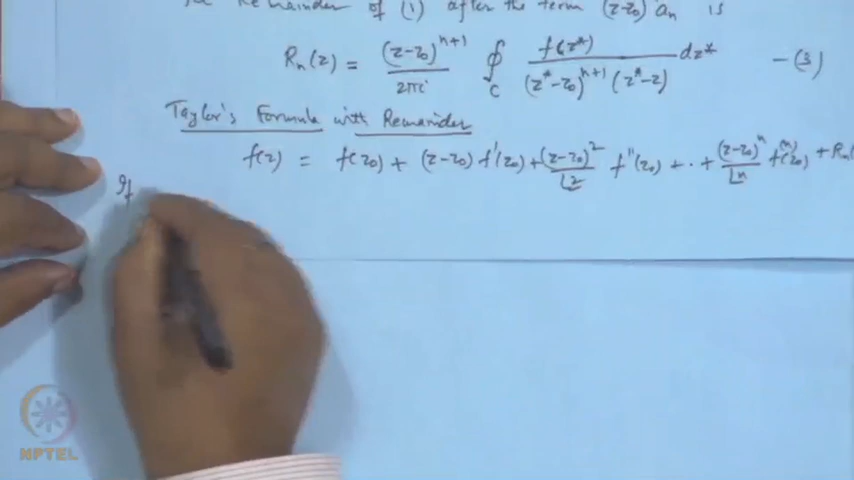 Remainder of (1) after the term (z-z₀)ⁿ aₙ is
Rₙ(z) = (z-z₀)ⁿ⁺¹ / 2πi ∮_C f(z*) / (z*-z₀)ⁿ⁺¹ (z*-z) dz* — (3)
Taylor's Formula with Remainder
f(z) = f(z₀) + (z-z₀) f'(z₀) + (z-z₀)² / ∟2 f''(z₀) + .. + (z-z₀)ⁿ / ∟n f⁽ⁿ⁾(z₀) + Rₙ(
If
NPTEL